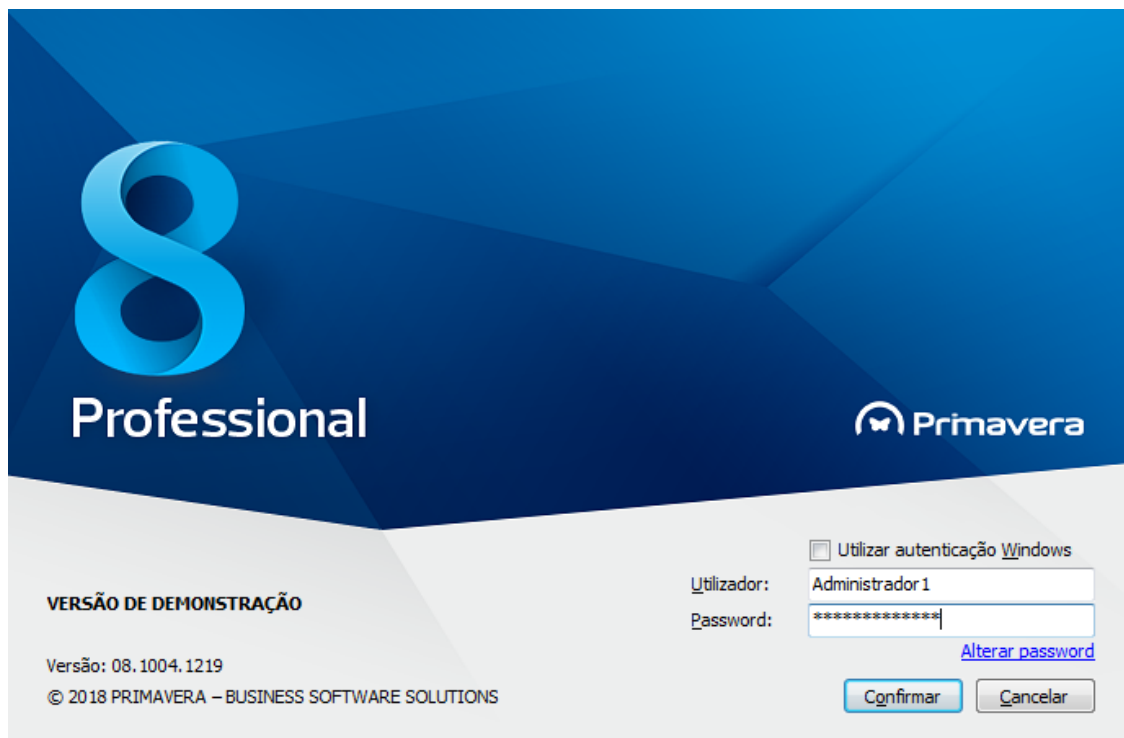 8
Professional
Primavera
Utilizar autenticação Windows
Utilizador: Administrador1
VERSÃO DE DEMONSTRAÇÃO
Password: *************
Alterar password
Versão: 08.1004.1219
© 2018 PRIMAVERA – BUSINESS SOFTWARE SOLUTIONS
Confirmar Cancelar